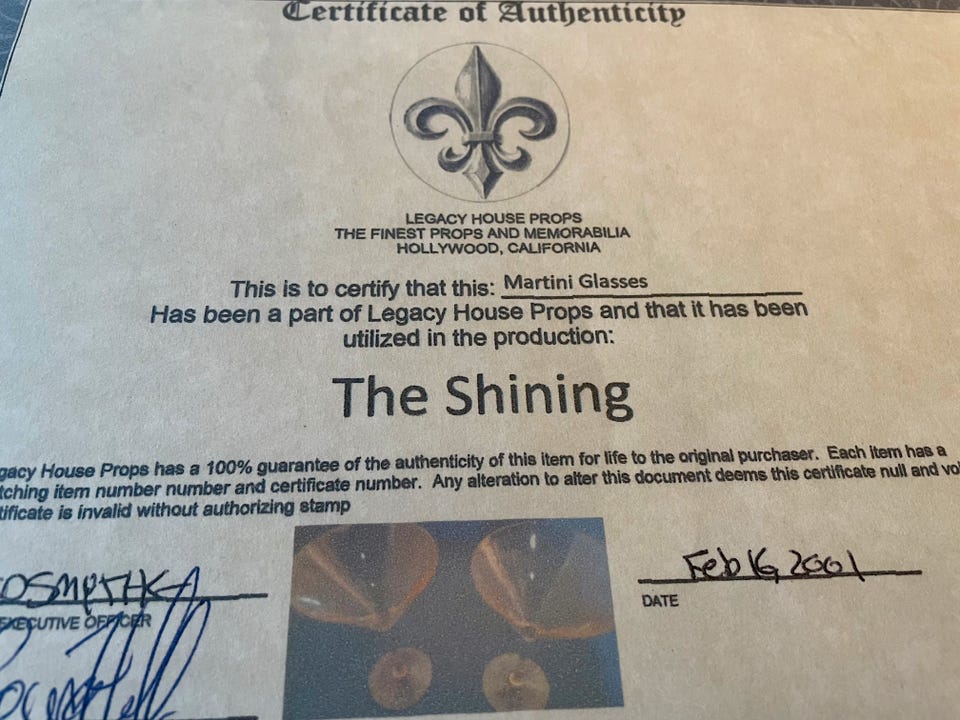 Certificate of Authenticity
LEGACY HOUSE PROPS
THE FINEST PROPS AND MEMORABILIA
HOLLYWOOD, CALIFORNIA
This is to certify that this: Martini Glasses
Has been a part of Legacy House Props and that it has been
utilized in the production:
The Shining
gacy House Props has a 100% guarantee of the authenticity of this item for life to the original purchaser. Each item has a
tching item number number and certificate number. Any alteration to alter this document deems this certificate null and vo
tificate is invalid without authorizing stamp
Feb 16, 2001
EXECUTIVE OFFICER
DATE